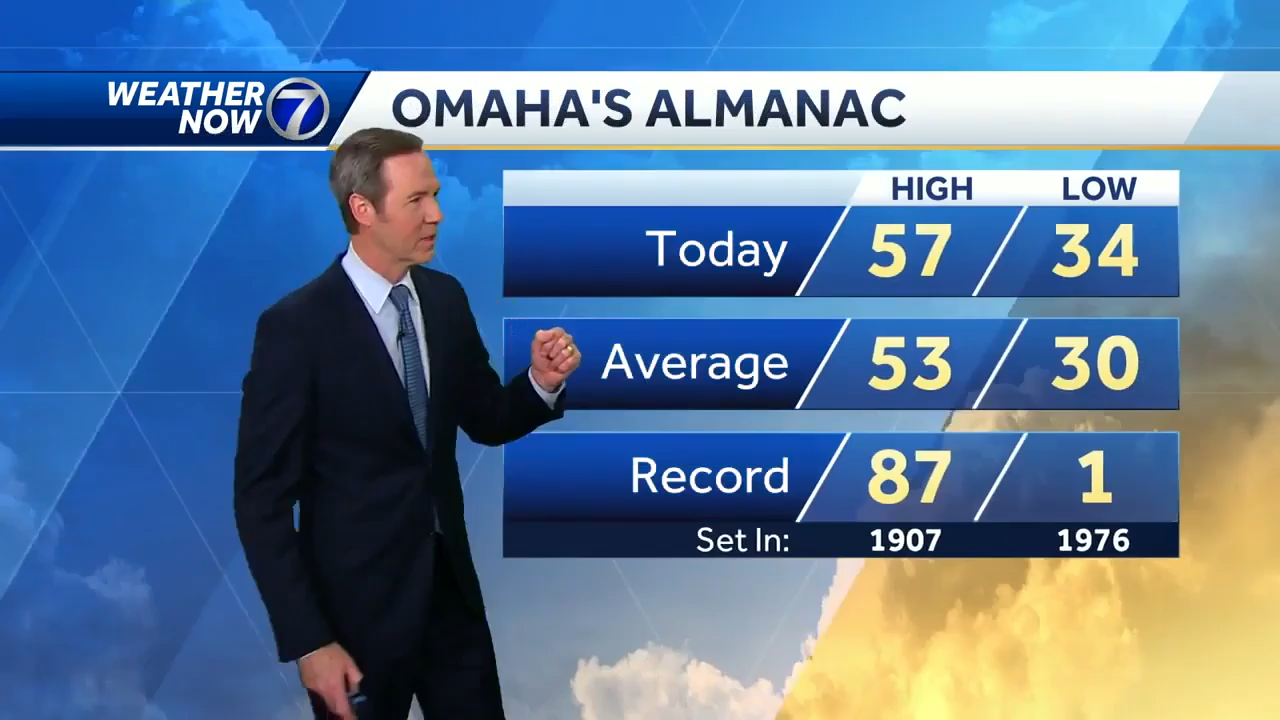 WEATHER
NOW 7
OMAHA'S ALMANAC
HIGH LOW
Today 57 34
Average 53 30
Record 87 1
Set In: 1907 1976